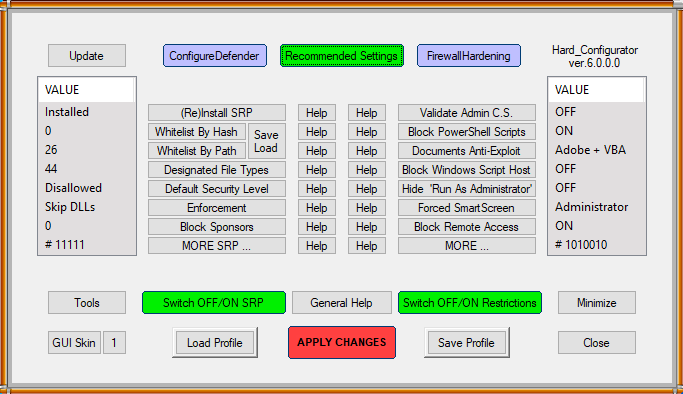 Update
ConfigureDefender
Recommended Settings
FirewallHardening
Hard_Configurator
ver.6.0.0.0
VALUE
VALUE
Installed
(Re)Install SRP
Help
Help
Validate Admin C.S.
OFF
0
Whitelist By Hash
Save
Load
Help
Help
Block PowerShell Scripts
ON
26
Whitelist By Path
Help
Help
Documents Anti-Exploit
Adobe + VBA
44
Designated File Types
Help
Help
Block Windows Script Host
OFF
Disallowed
Default Security Level
Help
Help
Hide 'Run As Administrator'
OFF
Skip DLLs
Enforcement
Help
Help
Forced SmartScreen
Administrator
0
Block Sponsors
Help
Help
Block Remote Access
ON
# 11111
MORE SRP ...
Help
Help
MORE ...
# 1010010
Tools
Switch OFF/ON SRP
General Help
Switch OFF/ON Restrictions
Minimize
GUI Skin
1
Load Profile
APPLY CHANGES
Save Profile
Close